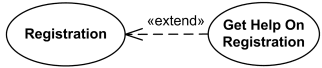 Registration
«extend»
Get Help On
Registration